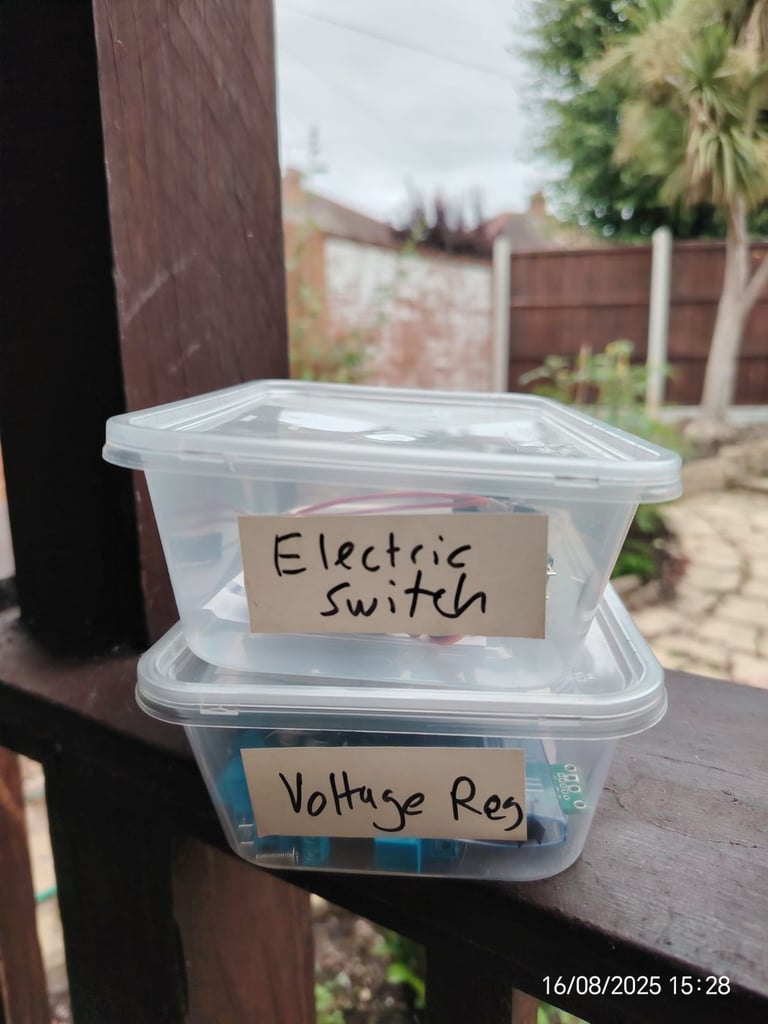 Electric
switch
Voltage Reg
16/08/2025 15:28